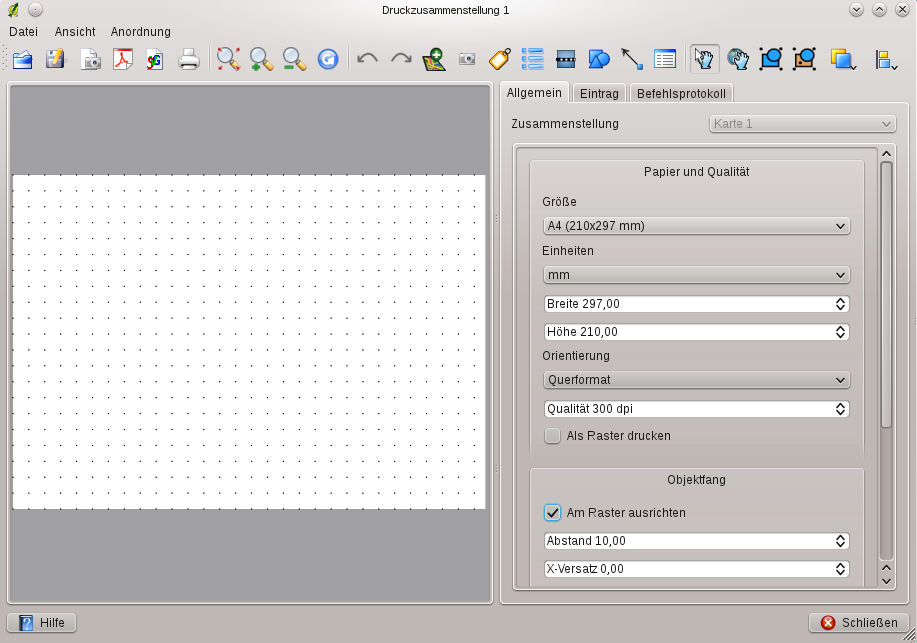 Druckzusammenstellung 1
Datei Ansicht Anordnung
Allgemein Eintrag Befehlsprotokoll
Zusammenstellung Karte 1
Papier und Qualität
Größe
A4 (210x297 mm)
Einheiten
mm
Breite 297,00
Höhe 210,00
Orientierung
Querformat
Qualität 300 dpi
Als Raster drucken
Objektfang
Am Raster ausrichten
Abstand 10,00
X-Versatz 0,00
Hilfe Schließen